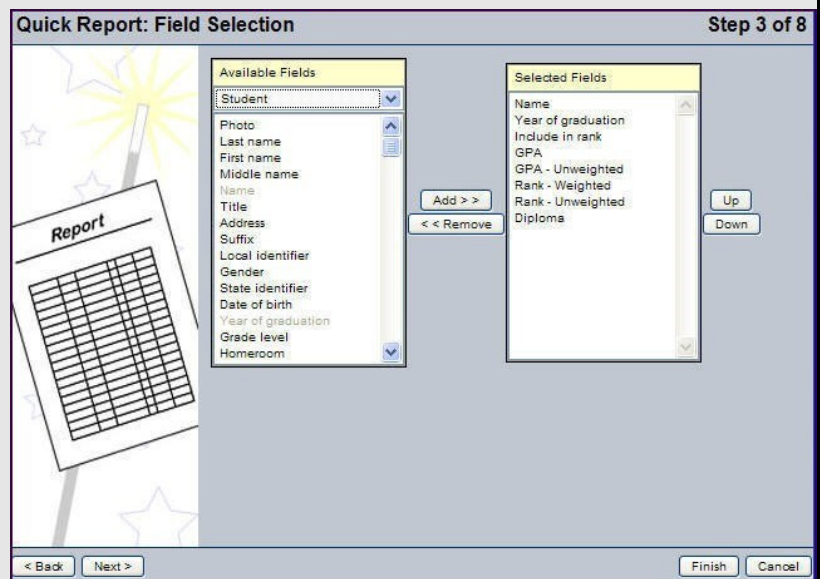 Quick Report: Field Selection
Step 3 of 8
Report
Available Fields
Student
Photo
Last name
First name
Middle name
Name
Title
Address
Suffix
Local identifier
Gender
State identifier
Date of birth
Year of graduation
Grade level
Homeroom
Add > >
< < Remove
Selected Fields
Name
Year of graduation
Include in rank
GPA
GPA - Unweighted
Rank - Weighted
Rank - Unweighted
Diploma
Up
Down
< Back
Next >
Finish
Cancel